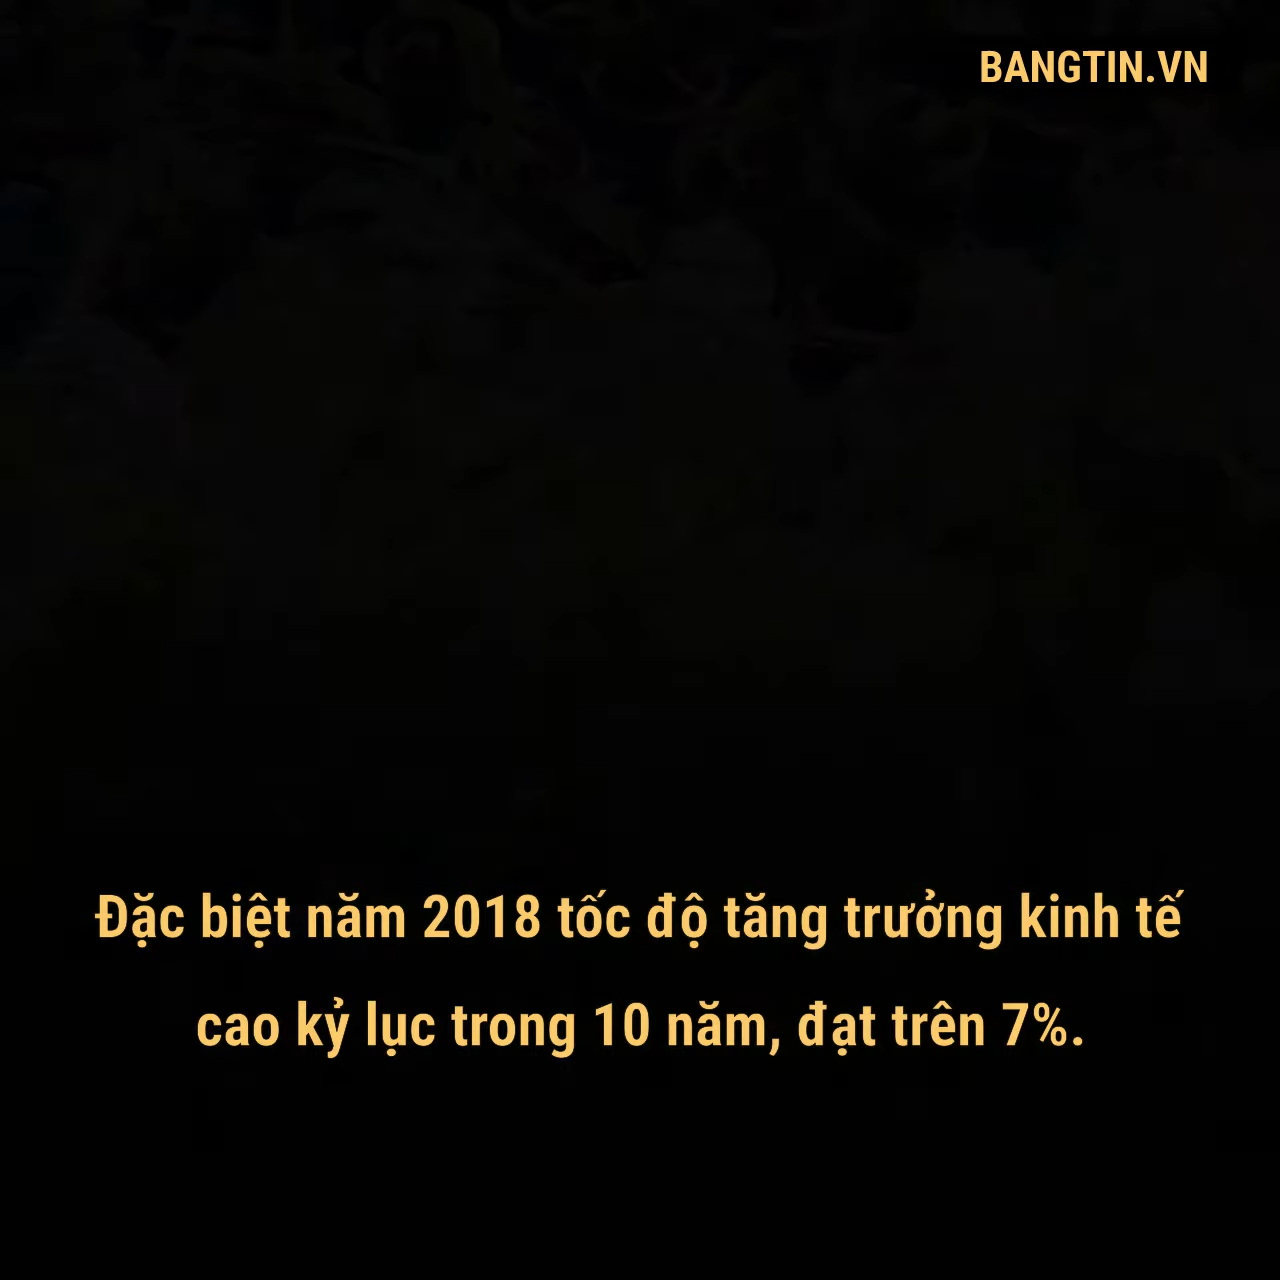 BANGTIN.VN
Đặc biệt năm 2018 tốc độ tăng trưởng kinh tế
cao kỷ lục trong 10 năm, đạt trên 7%.